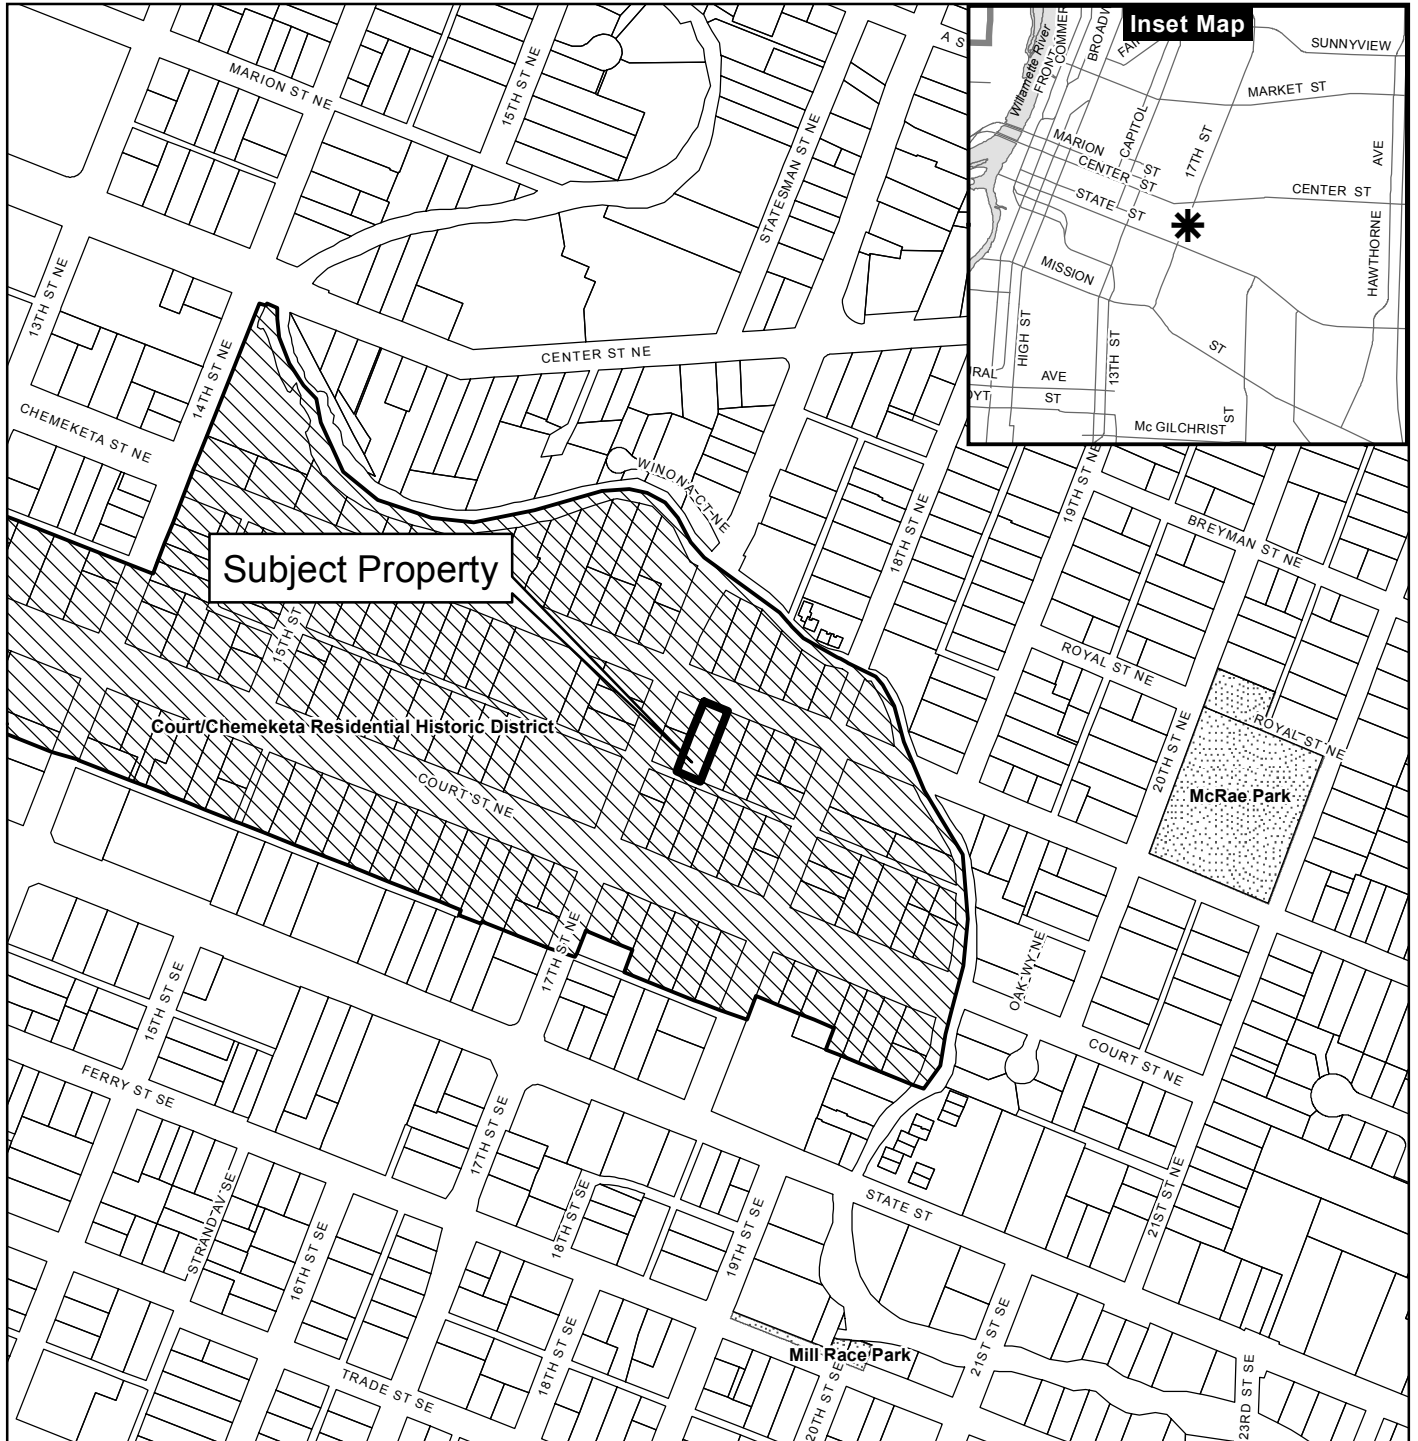 MARION ST NE
15TH ST NE
A S
STATESMAN ST NE
13TH ST NE
14TH ST NE
CENTER ST NE
CHEMEKETA ST NE
WINONA CT NE
18TH ST NE
19TH ST NE
BREYMAN ST NE
Subject Property
15TH ST
ROYAL ST NE
ROYAL ST NE
20TH ST NE
McRae Park
Court/Chemeketa Residential Historic District
COURT ST NE
17TH ST NE
OAK WY NE
15TH ST SE
COURT ST NE
FERRY ST SE
17TH ST SE
STATE ST
21ST ST NE
STRAND AV SE
16TH ST SE
18TH ST SE
19TH ST SE
18TH ST SE
TRADE ST SE
Mill Race Park
20TH ST SE
21ST ST SE
23RD ST SE
Inset Map
Willamette River
FRONT
COMMER
BROADW
FAI
SUNNYVIEW
MARKET ST
CAPITOL
17TH ST
AVE
MARION ST
CENTER ST
CENTER ST
STATE ST
HAWTHORNE
MISSION
ST
HIGH ST
13TH ST
URAL AVE
OYT ST
ST
Mc GILCHRIST